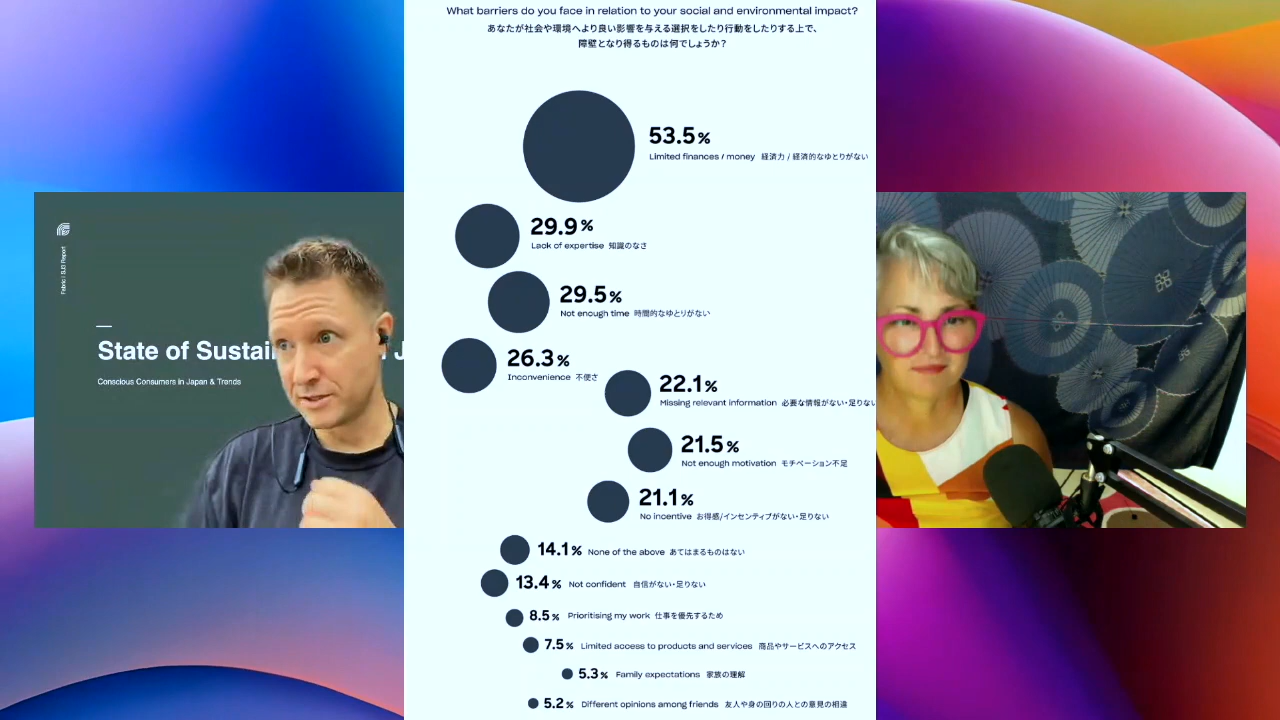 What barriers do you face in relation to your social and environmental impact?
あなたが社会や環境へより良い影響を与える選択をしたり行動をしたりする上で、
障壁となり得るものは何でしょうか？
53.5%
Limited finances / money 経済力 / 経済的なゆとりがない
29.9%
Lack of expertise 知識のなさ
29.5%
Not enough time 時間的なゆとりがない
26.3%
Inconvenience 不便さ
22.1%
Missing relevant information 必要な情報がない・足りない
21.5%
Not enough motivation モチベーション不足
21.1%
No incentive お得感/インセンティブがない・足りない
14.1% None of the above あてはまるものはない
13.4% Not confident 自信がない・足りない
8.5% Prioritising my work 仕事を優先するため
7.5% Limited access to products and services 商品やサービスへのアクセス
5.3% Family expectations 家族の理解
5.2% Different opinions among friends 友人や身の回りの人との意見の相違
Fabric | SJG Report
State of
Conscious Consumers in Japan & Trends